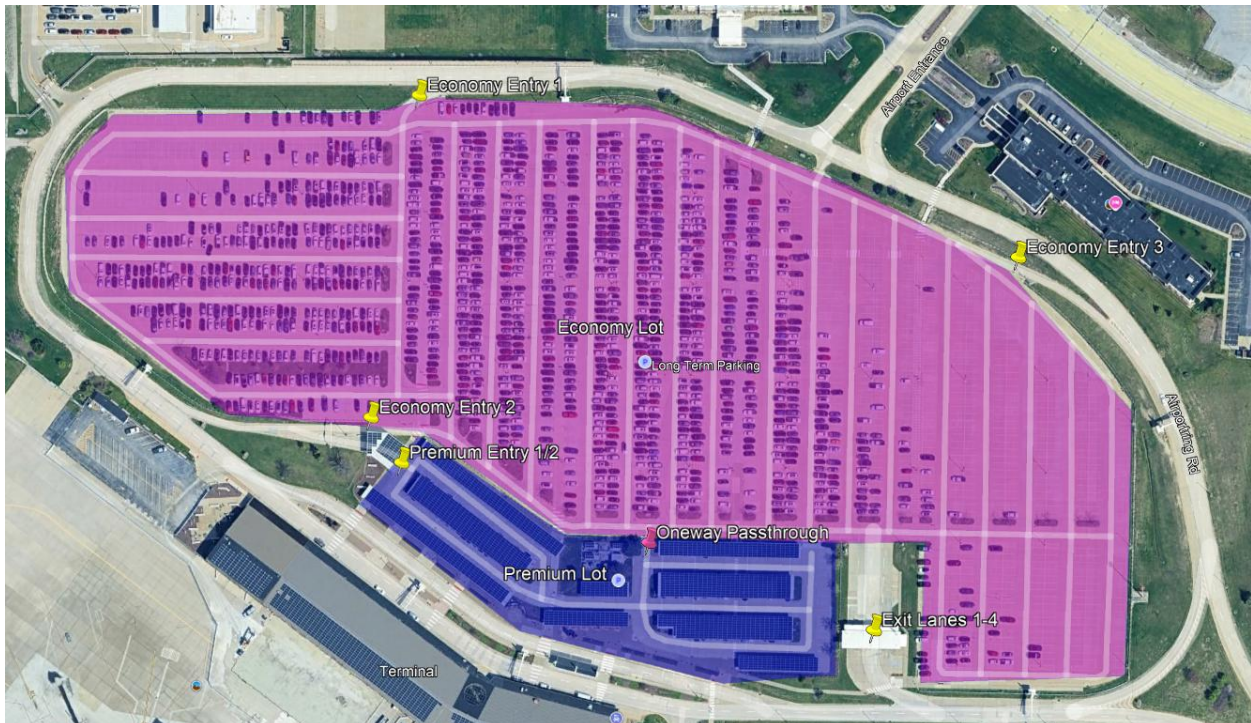 Economy Entry 1
Airport Entrance
Economy Entry 3
Economy Lot
P
Long Term Parking
Economy Entry 2
Airportring Rd
Premium Entry 1/2
Oneway Passthrough
Premium Lot
P
Exit Lanes 1-4
Terminal